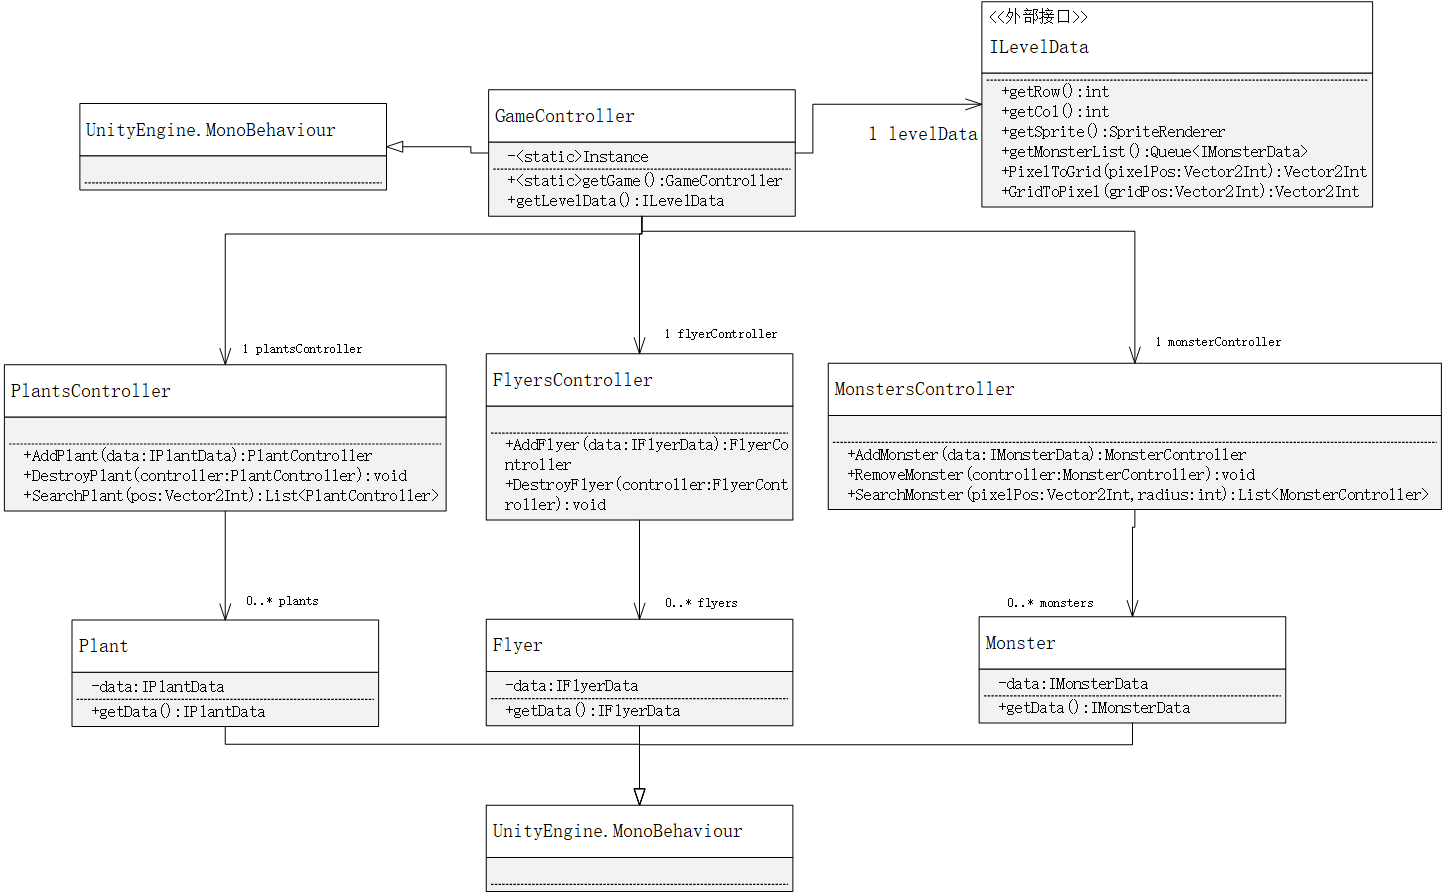 <<外部接口>>
ILevelData
+getRow():int
+getCol():int
+getSprite():SpriteRenderer
+getMonsterList():Queue<IMonsterData>
+PixelToGrid(pixelPos:Vector2Int):Vector2Int
+GridToPixel(gridPos:Vector2Int):Vector2Int
UnityEngine.MonoBehaviour
GameController
-<static>Instance
+<static>getGame():GameController
+getLevelData():ILevelData
1 levelData
1 plantsController
1 flyerController
1 monsterController
PlantsController
+AddPlant(data:IPlantData):PlantController
+DestroyPlant(controller:PlantController):void
+SearchPlant(pos:Vector2Int):List<PlantController>
FlyersController
+AddFlyer(data:IFlyerData):FlyerCo
ntroller
+DestroyFlyer(controller:FlyerCont
roller):void
MonstersController
+AddMonster(data:IMonsterData):MonsterController
+RemoveMonster(controller:MonsterController):void
+SearchMonster(pixelPos:Vector2Int,radius:int):List<MonsterController>
0..* plants
0..* flyers
0..* monsters
Plant
-data:IPlantData
+getData():IPlantData
Flyer
-data:IFlyerData
+getData():IFlyerData
Monster
-data:IMonsterData
+getData():IMonsterData
UnityEngine.MonoBehaviour